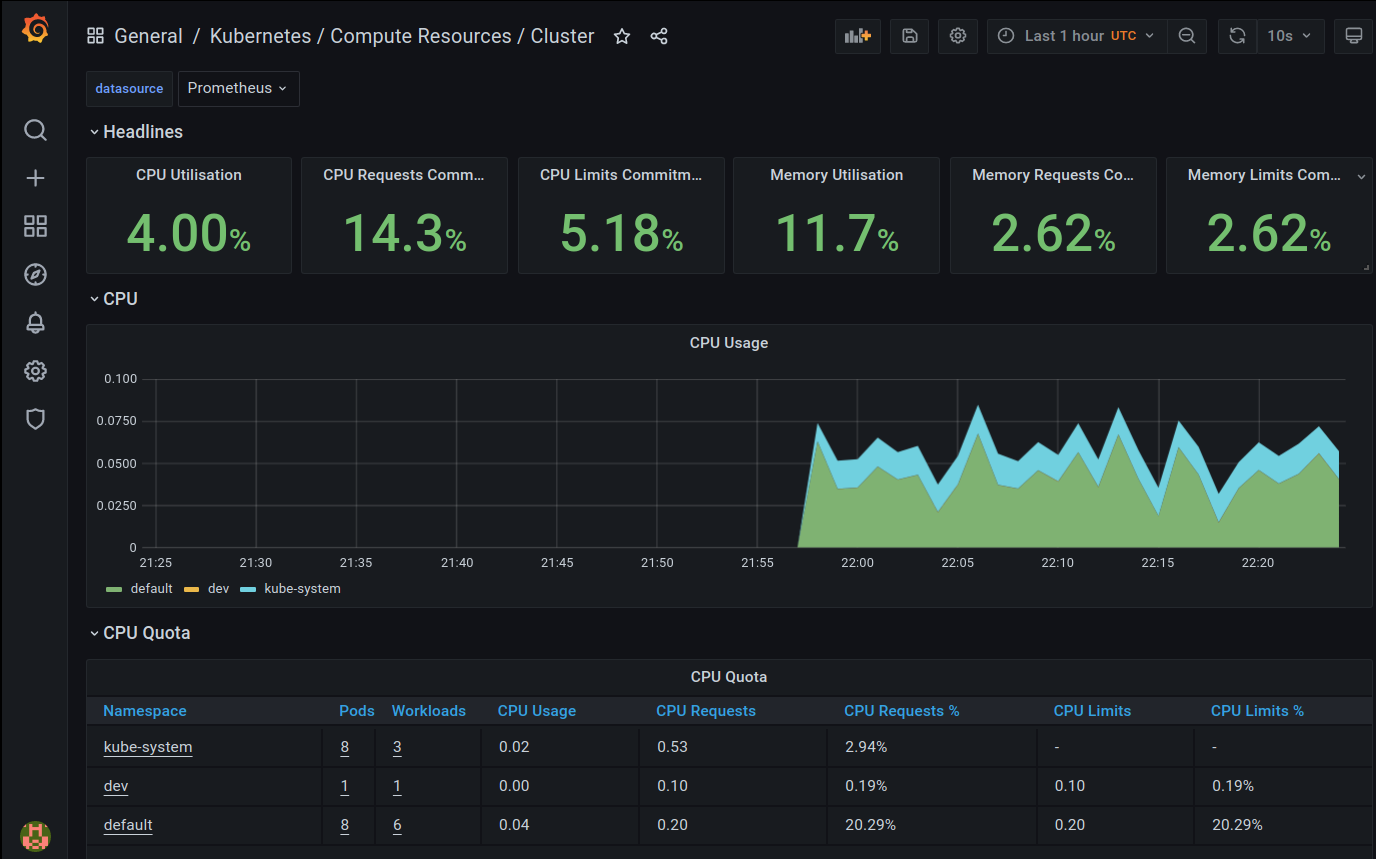 General / Kubernetes / Compute Resources / Cluster
Last 1 hour UTC
10s
datasource
Prometheus
Headlines
CPU Utilisation
4.00%
CPU Requests Comm...
14.3%
CPU Limits Commitm...
5.18%
Memory Utilisation
11.7%
Memory Requests Co...
2.62%
Memory Limits Com...
2.62%
CPU
CPU Usage
0.100
0.0750
0.0500
0.0250
0
21:25 21:30 21:35 21:40 21:45 21:50 21:55 22:00 22:05 22:10 22:15 22:20
default dev kube-system
CPU Quota
CPU Quota
Namespace Pods Workloads CPU Usage CPU Requests CPU Requests % CPU Limits CPU Limits %
kube-system 8 3 0.02 0.53 2.94% - -
dev 1 1 0.00 0.10 0.19% 0.10 0.19%
default 8 6 0.04 0.20 20.29% 0.20 20.29%